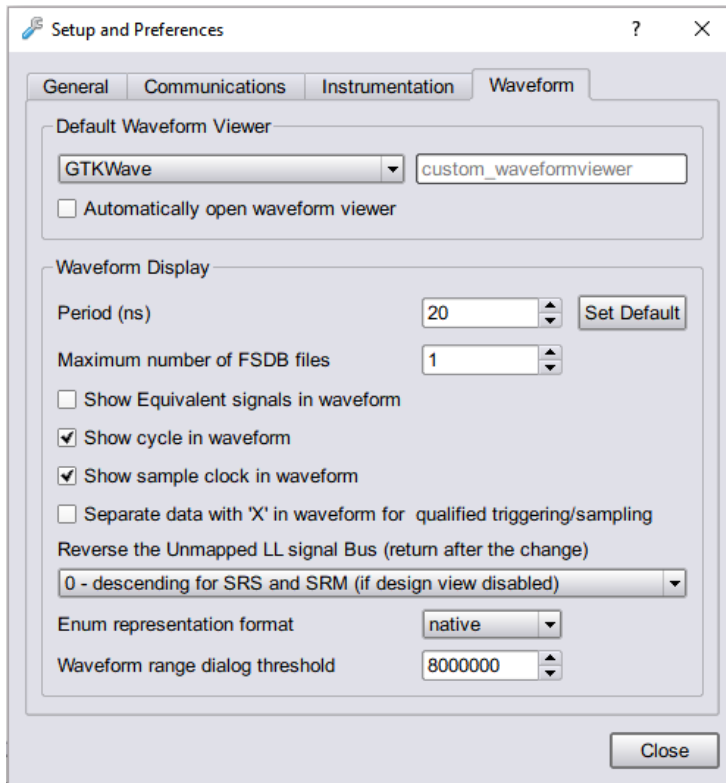 Setup and Preferences ? X
General Communications Instrumentation Waveform
Default Waveform Viewer
GTKWave custom_waveformviewer
Automatically open waveform viewer
Waveform Display
Period (ns) 20 Set Default
Maximum number of FSDB files 1
Show Equivalent signals in waveform
Show cycle in waveform
Show sample clock in waveform
Separate data with 'X' in waveform for qualified triggering/sampling
Reverse the Unmapped LL signal Bus (return after the change)
0 - descending for SRS and SRM (if design view disabled)
Enum representation format native
Waveform range dialog threshold 8000000
Close